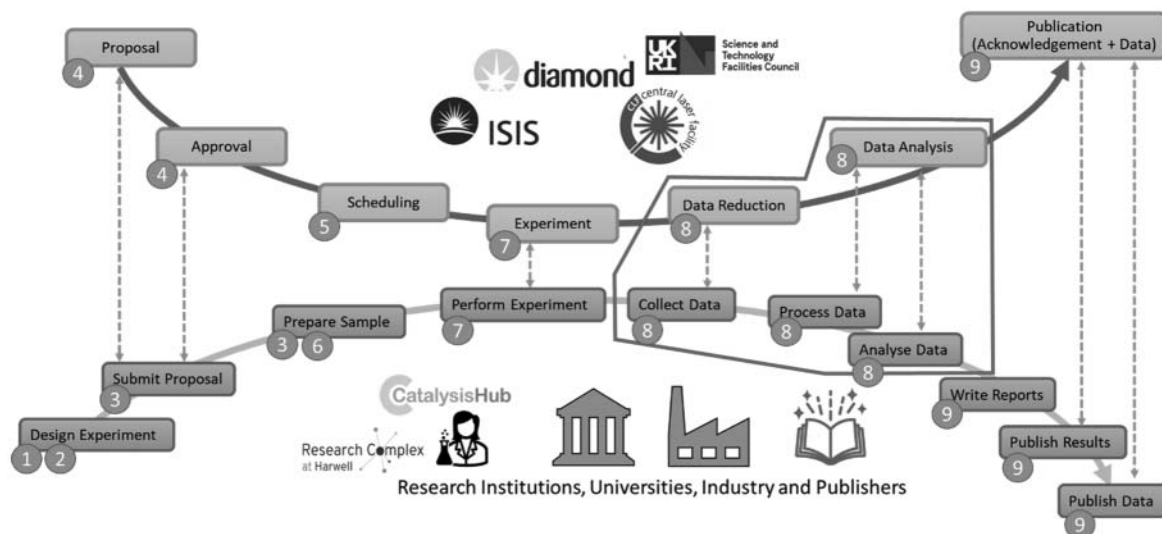 Proposal
4
Approval
4
Scheduling
5
Experiment
7
Data Reduction
8
Data Analysis
8
Publication
(Acknowledgement + Data)
9
diamond
UK
RI
Science and
Technology
Facilities Council
ISIS
CLF central laser facility
Design Experiment
1
2
Submit Proposal
3
Prepare Sample
3
6
Perform Experiment
7
Collect Data
8
Process Data
8
Analyse Data
8
Write Reports
9
Publish Results
9
Publish Data
9
CatalysisHub
Research Complex
at Harwell
Research Institutions, Universities, Industry and Publishers